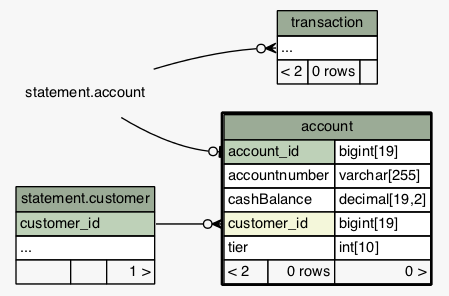 transaction
...
< 2 0 rows
statement.account
account
account_id bigint[19]
accountnumber varchar[255]
cashBalance decimal[19,2]
customer_id bigint[19]
tier int[10]
< 2 0 rows 0 >
statement.customer
customer_id
...
1 >